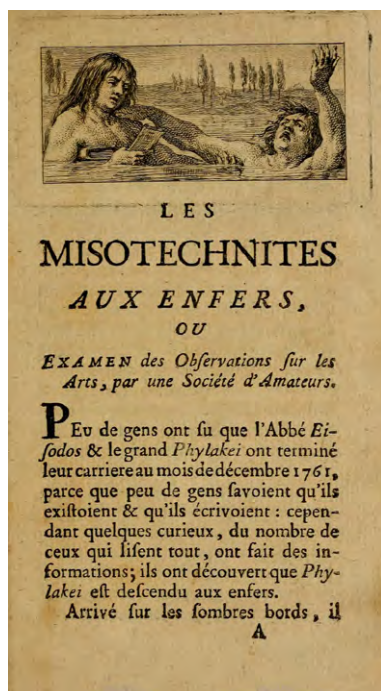 LES
MISOTECHNITES
AUX ENFERS,
OU
EXAMEN des Obſervations ſur les
Arts, par une Société d'Amateurs.
PEU de gens ont ſu que l'Abbé Ei-
ſodos & le grand Phylakei ont terminé
leur carriere au mois de décembre 1761,
parce que peu de gens ſavoient qu'ils
exiſtoient & qu'ils écrivoient : cepen-
dant quelques curieux, du nombre de
ceux qui liſent tout, ont fait des in-
formations; ils ont découvert que Phy-
lakei eſt deſcendu aux enfers.
Arrivé ſur les ſombres bords, il
A